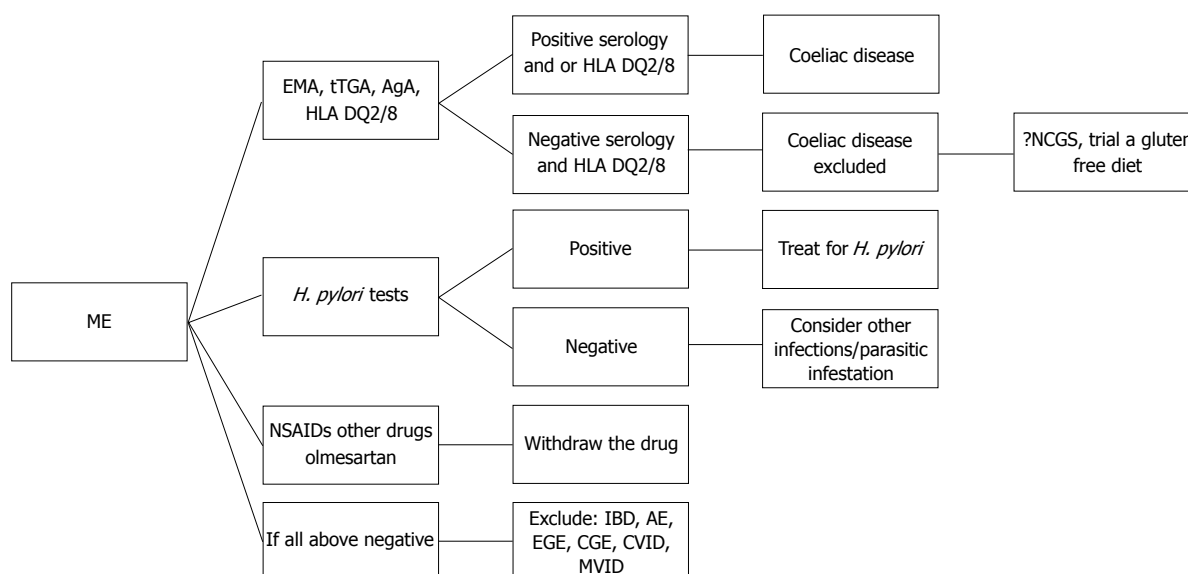 ME
EMA, tTGA, AgA,
HLA DQ2/8
Positive serology
and or HLA DQ2/8
Coeliac disease
Negative serology
and HLA DQ2/8
Coeliac disease
excluded
?NCGS, trial a gluten
free diet
H. pylori tests
Positive
Treat for H. pylori
Negative
Consider other
infections/parasitic
infestation
NSAIDs other drugs
olmesartan
Withdraw the drug
If all above negative
Exclude: IBD, AE,
EGE, CGE, CVID,
MVID